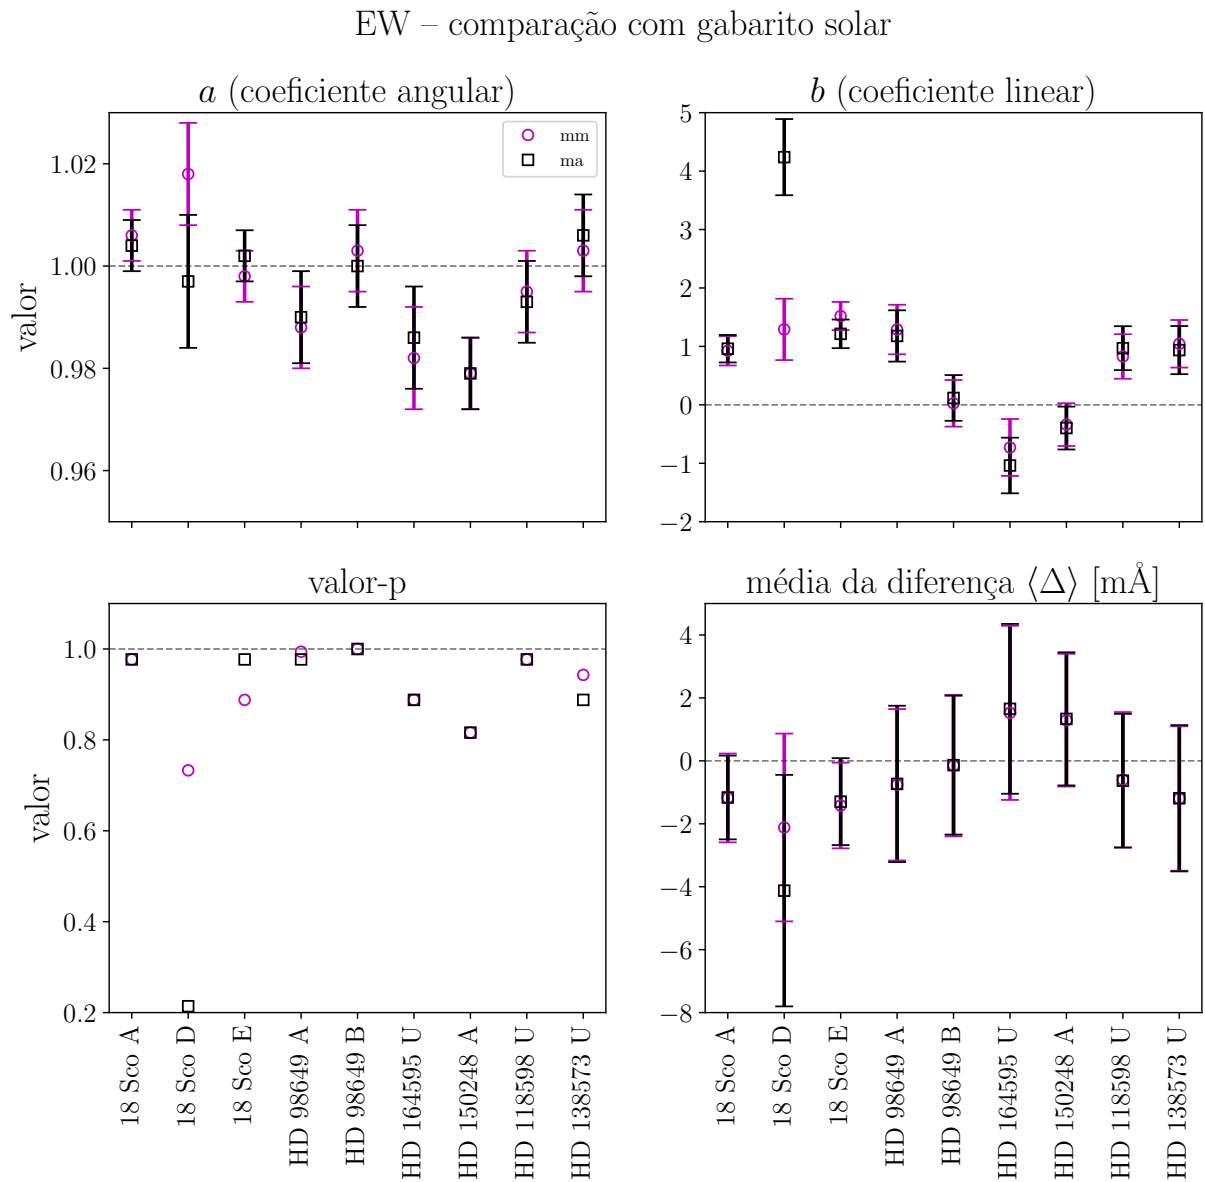 EW – comparação com gabarito solar
a (coeficiente angular)
b (coeficiente linear)
mm
ma
valor
1.02
1.00
0.98
0.96
5
4
3
2
1
0
−1
−2
valor-p
média da diferença ⟨Δ⟩ [mÅ]
valor
1.0
0.8
0.6
0.4
0.2
4
2
0
−2
−4
−6
−8
18 Sco A
18 Sco D
18 Sco E
HD 98649 A
HD 98649 B
HD 164595 U
HD 150248 A
HD 118598 U
HD 138573 U
18 Sco A
18 Sco D
18 Sco E
HD 98649 A
HD 98649 B
HD 164595 U
HD 150248 A
HD 118598 U
HD 138573 U